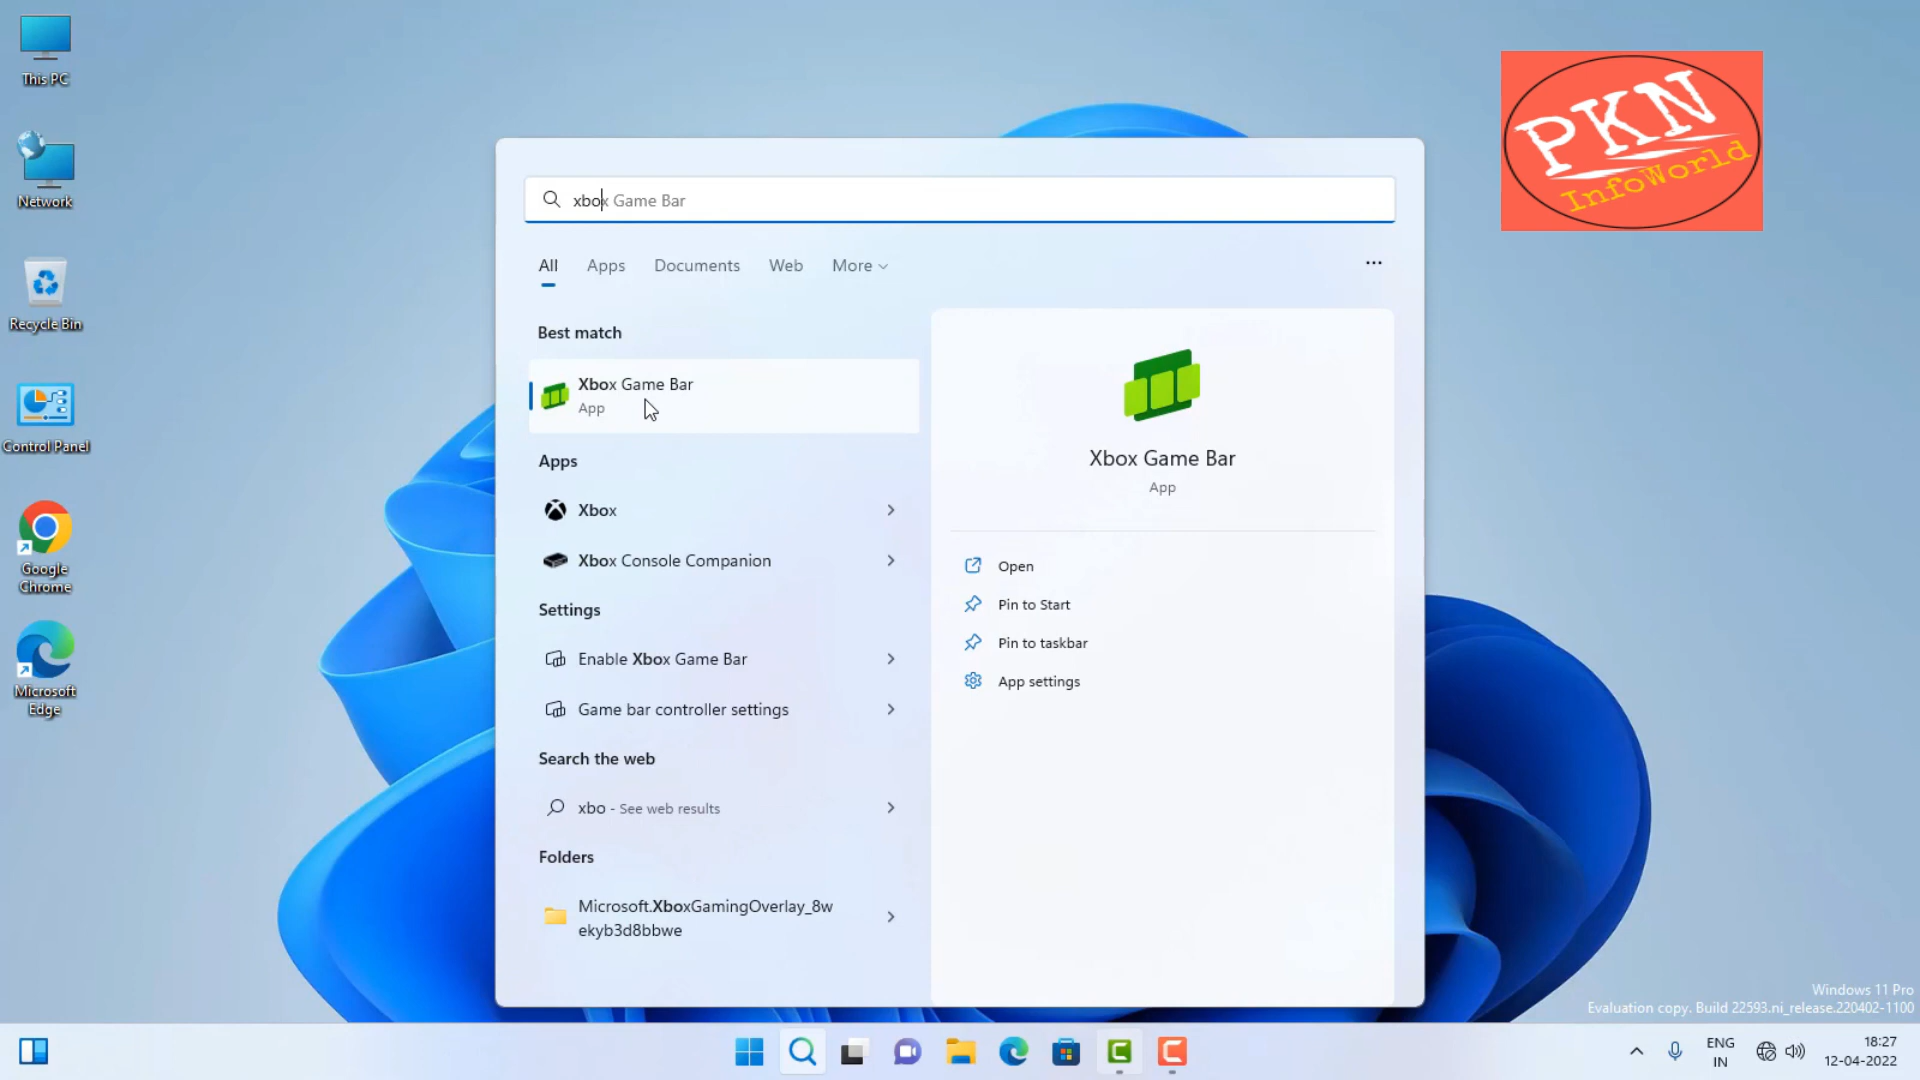 This PC
Network
Recycle Bin
Control Panel
Google
Chrome
Microsoft
Edge
PKN
InfoWorld
xbox Game Bar
All Apps Documents Web More ...
Best match
Xbox Game Bar
App
Apps
Xbox
Xbox Console Companion
Settings
Enable Xbox Game Bar
Game bar controller settings
Search the web
xbo - See web results
Folders
Microsoft.XboxGamingOverlay_8w
ekyb3d8bbwe
Xbox Game Bar
App
Open
Pin to Start
Pin to taskbar
App settings
Windows 11 Pro
Evaluation copy. Build 22593.ni_release.220402-1100
ENG
IN
18:27
12-04-2022